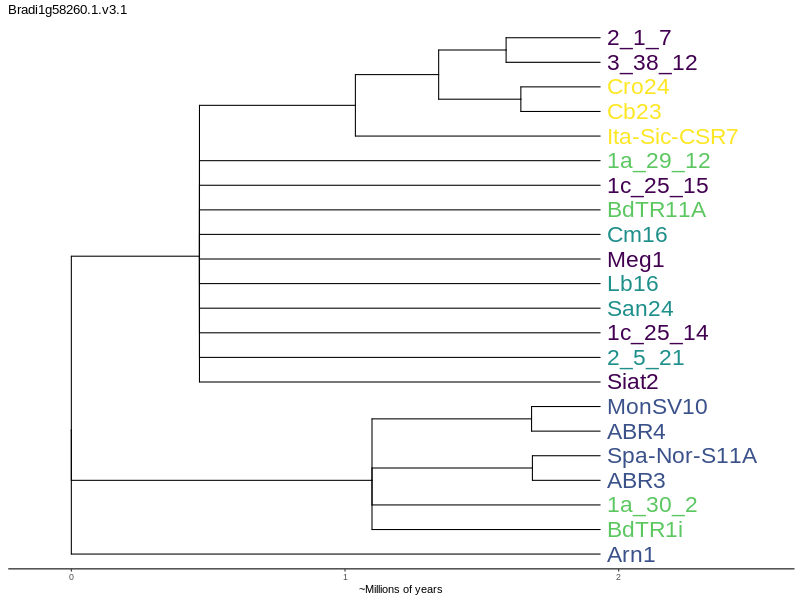 Bradi1g58260.1.v3.1
2_1_7
3_38_12
Cro24
Cb23
Ita-Sic-CSR7
1a_29_12
1c_25_15
BdTR11A
Cm16
Meg1
Lb16
San24
1c_25_14
2_5_21
Siat2
MonSV10
ABR4
Spa-Nor-S11A
ABR3
1a_30_2
BdTR1i
Arn1
0 1 2
~Millions of years